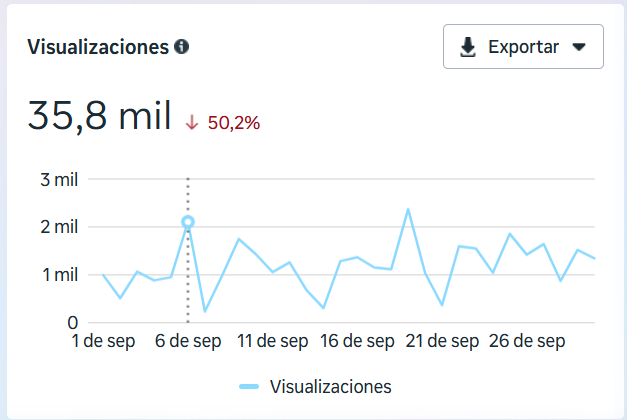 Visualizaciones
Exportar
35,8 mil 50,2%
3 mil
2 mil
1 mil
0
1 de sep 6 de sep 11 de sep 16 de sep 21 de sep 26 de sep
Visualizaciones